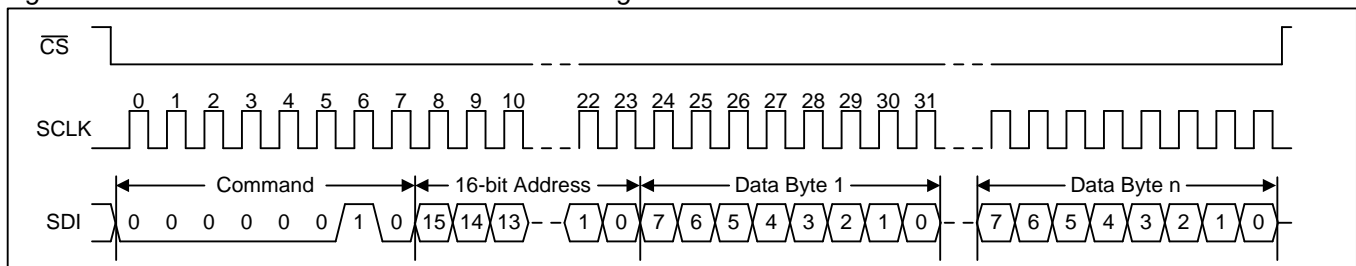 CS
0 1 2 3 4 5 6 7 8 9 10 22 23 24 25 26 27 28 29 30 31
SCLK
Command 16-bit Address Data Byte 1 Data Byte n
SDI 0 0 0 0 0 0 1 0 15 14 13 1 0 7 6 5 4 3 2 1 0 7 6 5 4 3 2 1 0